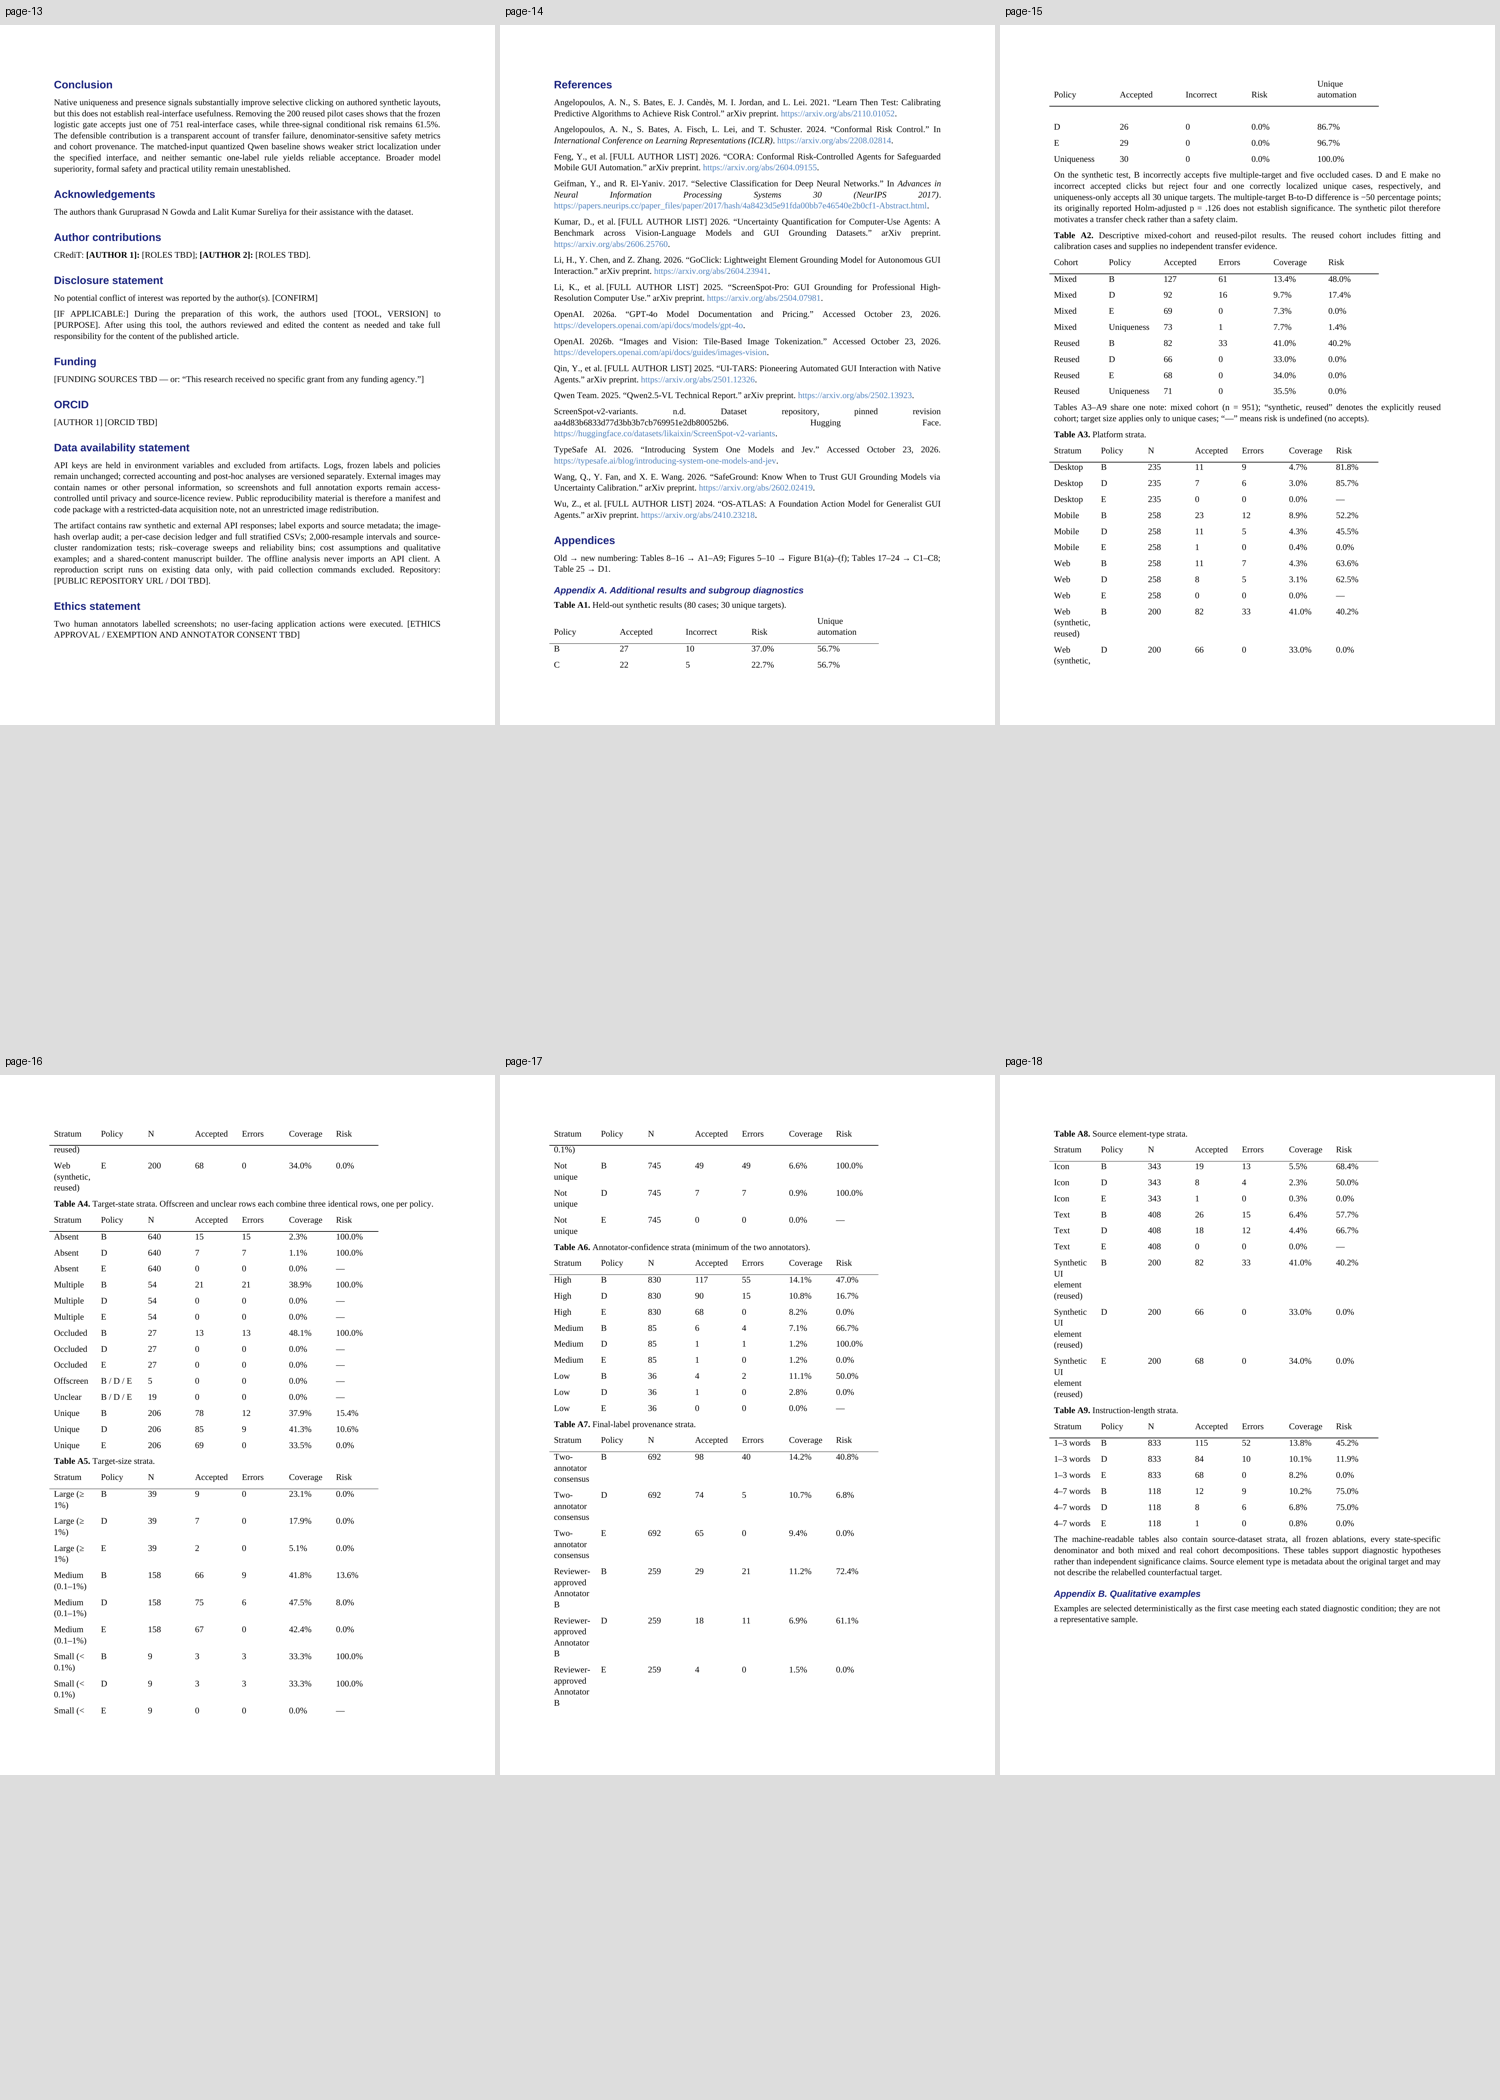 page-13
Conclusion
Native uniqueness and presence signals substantially improve selective clicking on authored synthetic layouts,
but this does not establish real-interface usefulness. Removing the 200 reused pilot cases shows that the frozen
logistic gate accepts just one of 751 real-interface cases, while three-signal conditional risk remains 61.5%.
The defensible contribution is a transparent account of transfer failure, denominator-sensitive safety metrics
and cohort provenance. The matched-input quantized Qwen baseline shows weaker strict localization under
the specified interface, and neither semantic one-label rule yields reliable acceptance. Broader model
superiority, formal safety and practical utility remain unestablished.
Acknowledgements
The authors thank Guruprasad N Gowda and Lalit Kumar Sureliya for their assistance with the dataset.
Author contributions
CRediT: [AUTHOR 1]: [ROLES TBD]; [AUTHOR 2]: [ROLES TBD].
Disclosure statement
No potential conflict of interest was reported by the author(s). [CONFIRM]
[IF APPLICABLE:] During the preparation of this work, the authors used [TOOL, VERSION] to
[PURPOSE]. After using this tool, the authors reviewed and edited the content as needed and take full
responsibility for the content of the published article.
Funding
[FUNDING SOURCES TBD — or: “This research received no specific grant from any funding agency.”]
ORCID
[AUTHOR 1] [ORCID TBD]
Data availability statement
API keys are held in environment variables and excluded from artifacts. Logs, frozen labels and policies
remain unchanged; corrected accounting and post-hoc analyses are versioned separately. External images may
contain names or other personal information, so screenshots and full annotation exports remain access-
controlled until privacy and source-licence review. Public reproducibility material is therefore a manifest and
code package with a restricted-data acquisition note, not an unrestricted image redistribution.
The artifact contains raw synthetic and external API responses; label exports and source metadata; the image-
hash overlap audit; a per-case decision ledger and full stratified CSVs; 2,000-resample intervals and source-
cluster randomization tests; risk–coverage sweeps and reliability bins; cost assumptions and qualitative
examples; and a shared-content manuscript builder. The offline analysis never imports an API client. A
reproduction script runs on existing data only, with paid collection commands excluded. Repository:
[PUBLIC REPOSITORY URL / DOI TBD].
Ethics statement
Two human annotators labelled screenshots; no user-facing application actions were executed. [ETHICS
APPROVAL / EXEMPTION AND ANNOTATOR CONSENT TBD]
page-14
References
Angelopoulos, A. N., S. Bates, E. J. Candès, M. I. Jordan, and L. Lei. 2021. “Learn Then Test: Calibrating
Predictive Algorithms to Achieve Risk Control.” arXiv preprint. https://arxiv.org/abs/2110.01052.
Angelopoulos, A. N., S. Bates, A. Fisch, L. Lei, and T. Schuster. 2024. “Conformal Risk Control.” In
International Conference on Learning Representations (ICLR). https://arxiv.org/abs/2208.02814.
Feng, Y., et al. [FULL AUTHOR LIST] 2026. “CORA: Conformal Risk-Controlled Agents for Safeguarded
Mobile GUI Automation.” arXiv preprint. https://arxiv.org/abs/2604.09155.
Geifman, Y., and R. El-Yaniv. 2017. “Selective Classification for Deep Neural Networks.” In Advances in
Neural Information Processing Systems 30 (NeurIPS 2017).
https://papers.neurips.cc/paper_files/paper/2017/hash/4a8423d5e91fda00bb7e46540e2b0cf1-Abstract.html.
Kumar, D., et al. [FULL AUTHOR LIST] 2026. “Uncertainty Quantification for Computer-Use Agents: A
Benchmark across Vision-Language Models and GUI Grounding Datasets.” arXiv preprint.
https://arxiv.org/abs/2606.25760.
Li, H., Y. Chen, and Z. Zhang. 2026. “GoClick: Lightweight Element Grounding Model for Autonomous GUI
Interaction.” arXiv preprint. https://arxiv.org/abs/2604.23941.
Li, K., et al. [FULL AUTHOR LIST] 2025. “ScreenSpot-Pro: GUI Grounding for Professional High-
Resolution Computer Use.” arXiv preprint. https://arxiv.org/abs/2504.07981.
OpenAI. 2026a. “GPT-4o Model Documentation and Pricing.” Accessed October 23, 2026.
https://developers.openai.com/api/docs/models/gpt-4o.
OpenAI. 2026b. “Images and Vision: Tile-Based Image Tokenization.” Accessed October 23, 2026.
https://developers.openai.com/api/docs/guides/images-vision.
Qin, Y., et al. [FULL AUTHOR LIST] 2025. “UI-TARS: Pioneering Automated GUI Interaction with Native
Agents.” arXiv preprint. https://arxiv.org/abs/2501.12326.
Qwen Team. 2025. “Qwen2.5-VL Technical Report.” arXiv preprint. https://arxiv.org/abs/2502.13923.
ScreenSpot-v2-variants. n.d. Dataset repository, pinned revision
aa4d83b6833d77d3bb3b7cb769951e2db80052b6. Hugging Face.
https://huggingface.co/datasets/likaixin/ScreenSpot-v2-variants.
TypeSafe AI. 2026. “Introducing System One Models and Jev.” Accessed October 23, 2026.
https://typesafe.ai/blog/introducing-system-one-models-and-jev.
Wang, Q., Y. Fan, and X. E. Wang. 2026. “SafeGround: Know When to Trust GUI Grounding Models via
Uncertainty Calibration.” arXiv preprint. https://arxiv.org/abs/2602.02419.
Wu, Z., et al. [FULL AUTHOR LIST] 2024. “OS-ATLAS: A Foundation Action Model for Generalist GUI
Agents.” arXiv preprint. https://arxiv.org/abs/2410.23218.
Appendices
Old → new numbering: Tables 8–16 → A1–A9; Figures 5–10 → Figure B1(a)–(f); Tables 17–24 → C1–C8;
Table 25 → D1.
Appendix A. Additional results and subgroup diagnostics
Table A1. Held-out synthetic results (80 cases; 30 unique targets).
Policy Accepted Incorrect Risk Unique automation
B 27 10 37.0% 56.7%
C 22 5 22.7% 56.7%
page-15
Policy Accepted Incorrect Risk Unique automation
D 26 0 0.0% 86.7%
E 29 0 0.0% 96.7%
Uniqueness 30 0 0.0% 100.0%
On the synthetic test, B incorrectly accepts five multiple-target and five occluded cases. D and E make no
incorrect accepted clicks but reject four and one correctly localized unique cases, respectively, and
uniqueness-only accepts all 30 unique targets. The multiple-target B-to-D difference is −50 percentage points;
its originally reported Holm-adjusted p = .126 does not establish significance. The synthetic pilot therefore
motivates a transfer check rather than a safety claim.
Table A2. Descriptive mixed-cohort and reused-pilot results. The reused cohort includes fitting and
calibration cases and supplies no independent transfer evidence.
Cohort Policy Accepted Errors Coverage Risk
Mixed B 127 61 13.4% 48.0%
Mixed D 92 16 9.7% 17.4%
Mixed E 69 0 7.3% 0.0%
Mixed Uniqueness 73 1 7.7% 1.4%
Reused B 82 33 41.0% 40.2%
Reused D 66 0 33.0% 0.0%
Reused E 68 0 34.0% 0.0%
Reused Uniqueness 71 0 35.5% 0.0%
Tables A3–A9 share one note: mixed cohort (n = 951); “synthetic, reused” denotes the explicitly reused
cohort; target size applies only to unique cases; “—” means risk is undefined (no accepts).
Table A3. Platform strata.
Stratum Policy N Accepted Errors Coverage Risk
Desktop B 235 11 9 4.7% 81.8%
Desktop D 235 7 6 3.0% 85.7%
Desktop E 235 0 0 0.0% —
Mobile B 258 23 12 8.9% 52.2%
Mobile D 258 11 5 4.3% 45.5%
Mobile E 258 1 0 0.4% 0.0%
Web B 258 11 7 4.3% 63.6%
Web D 258 8 5 3.1% 62.5%
Web E 258 0 0 0.0% —
Web (synthetic, reused) B 200 82 33 41.0% 40.2%
Web (synthetic, D 200 66 0 33.0% 0.0%
page-16
Stratum Policy N Accepted Errors Coverage Risk
reused)
Web (synthetic, reused) E 200 68 0 34.0% 0.0%
Table A4. Target-state strata. Offscreen and unclear rows each combine three identical rows, one per policy.
Stratum Policy N Accepted Errors Coverage Risk
Absent B 640 15 15 2.3% 100.0%
Absent D 640 7 7 1.1% 100.0%
Absent E 640 0 0 0.0% —
Multiple B 54 21 21 38.9% 100.0%
Multiple D 54 0 0 0.0% —
Multiple E 54 0 0 0.0% —
Occluded B 27 13 13 48.1% 100.0%
Occluded D 27 0 0 0.0% —
Occluded E 27 0 0 0.0% —
Offscreen B / D / E 5 0 0 0.0% —
Unclear B / D / E 19 0 0 0.0% —
Unique B 206 78 12 37.9% 15.4%
Unique D 206 85 9 41.3% 10.6%
Unique E 206 69 0 33.5% 0.0%
Table A5. Target-size strata.
Stratum Policy N Accepted Errors Coverage Risk
Large (≥ 1%) B 39 9 0 23.1% 0.0%
Large (≥ 1%) D 39 7 0 17.9% 0.0%
Large (≥ 1%) E 39 2 0 5.1% 0.0%
Medium (0.1–1%) B 158 66 9 41.8% 13.6%
Medium (0.1–1%) D 158 75 6 47.5% 8.0%
Medium (0.1–1%) E 158 67 0 42.4% 0.0%
Small (< 0.1%) B 9 3 3 33.3% 100.0%
Small (< 0.1%) D 9 3 3 33.3% 100.0%
Small (< E 9 0 0 0.0% —
page-17
Stratum Policy N Accepted Errors Coverage Risk
0.1%)
Not unique B 745 49 49 6.6% 100.0%
Not unique D 745 7 7 0.9% 100.0%
Not unique E 745 0 0 0.0% —
Table A6. Annotator-confidence strata (minimum of the two annotators).
Stratum Policy N Accepted Errors Coverage Risk
High B 830 117 55 14.1% 47.0%
High D 830 90 15 10.8% 16.7%
High E 830 68 0 8.2% 0.0%
Medium B 85 6 4 7.1% 66.7%
Medium D 85 1 1 1.2% 100.0%
Medium E 85 1 0 1.2% 0.0%
Low B 36 4 2 11.1% 50.0%
Low D 36 1 0 2.8% 0.0%
Low E 36 0 0 0.0% —
Table A7. Final-label provenance strata.
Stratum Policy N Accepted Errors Coverage Risk
Two-annotator consensus B 692 98 40 14.2% 40.8%
Two-annotator consensus D 692 74 5 10.7% 6.8%
Two-annotator consensus E 692 65 0 9.4% 0.0%
Reviewer-approved Annotator B B 259 29 21 11.2% 72.4%
Reviewer-approved Annotator B D 259 18 11 6.9% 61.1%
Reviewer-approved Annotator B E 259 4 0 1.5% 0.0%
page-18
Table A8. Source element-type strata.
Stratum Policy N Accepted Errors Coverage Risk
Icon B 343 19 13 5.5% 68.4%
Icon D 343 8 4 2.3% 50.0%
Icon E 343 1 0 0.3% 0.0%
Text B 408 26 15 6.4% 57.7%
Text D 408 18 12 4.4% 66.7%
Text E 408 0 0 0.0% —
Synthetic UI element (reused) B 200 82 33 41.0% 40.2%
Synthetic UI element (reused) D 200 66 0 33.0% 0.0%
Synthetic UI element (reused) E 200 68 0 34.0% 0.0%
Table A9. Instruction-length strata.
Stratum Policy N Accepted Errors Coverage Risk
1–3 words B 833 115 52 13.8% 45.2%
1–3 words D 833 84 10 10.1% 11.9%
1–3 words E 833 68 0 8.2% 0.0%
4–7 words B 118 12 9 10.2% 75.0%
4–7 words D 118 8 6 6.8% 75.0%
4–7 words E 118 1 0 0.8% 0.0%
The machine-readable tables also contain source-dataset strata, all frozen ablations, every state-specific
denominator and both mixed and real cohort decompositions. These tables support diagnostic hypotheses
rather than independent significance claims. Source element type is metadata about the original target and may
not describe the relabelled counterfactual target.
Appendix B. Qualitative examples
Examples are selected deterministically as the first case meeting each stated diagnostic condition; they are not
a representative sample.